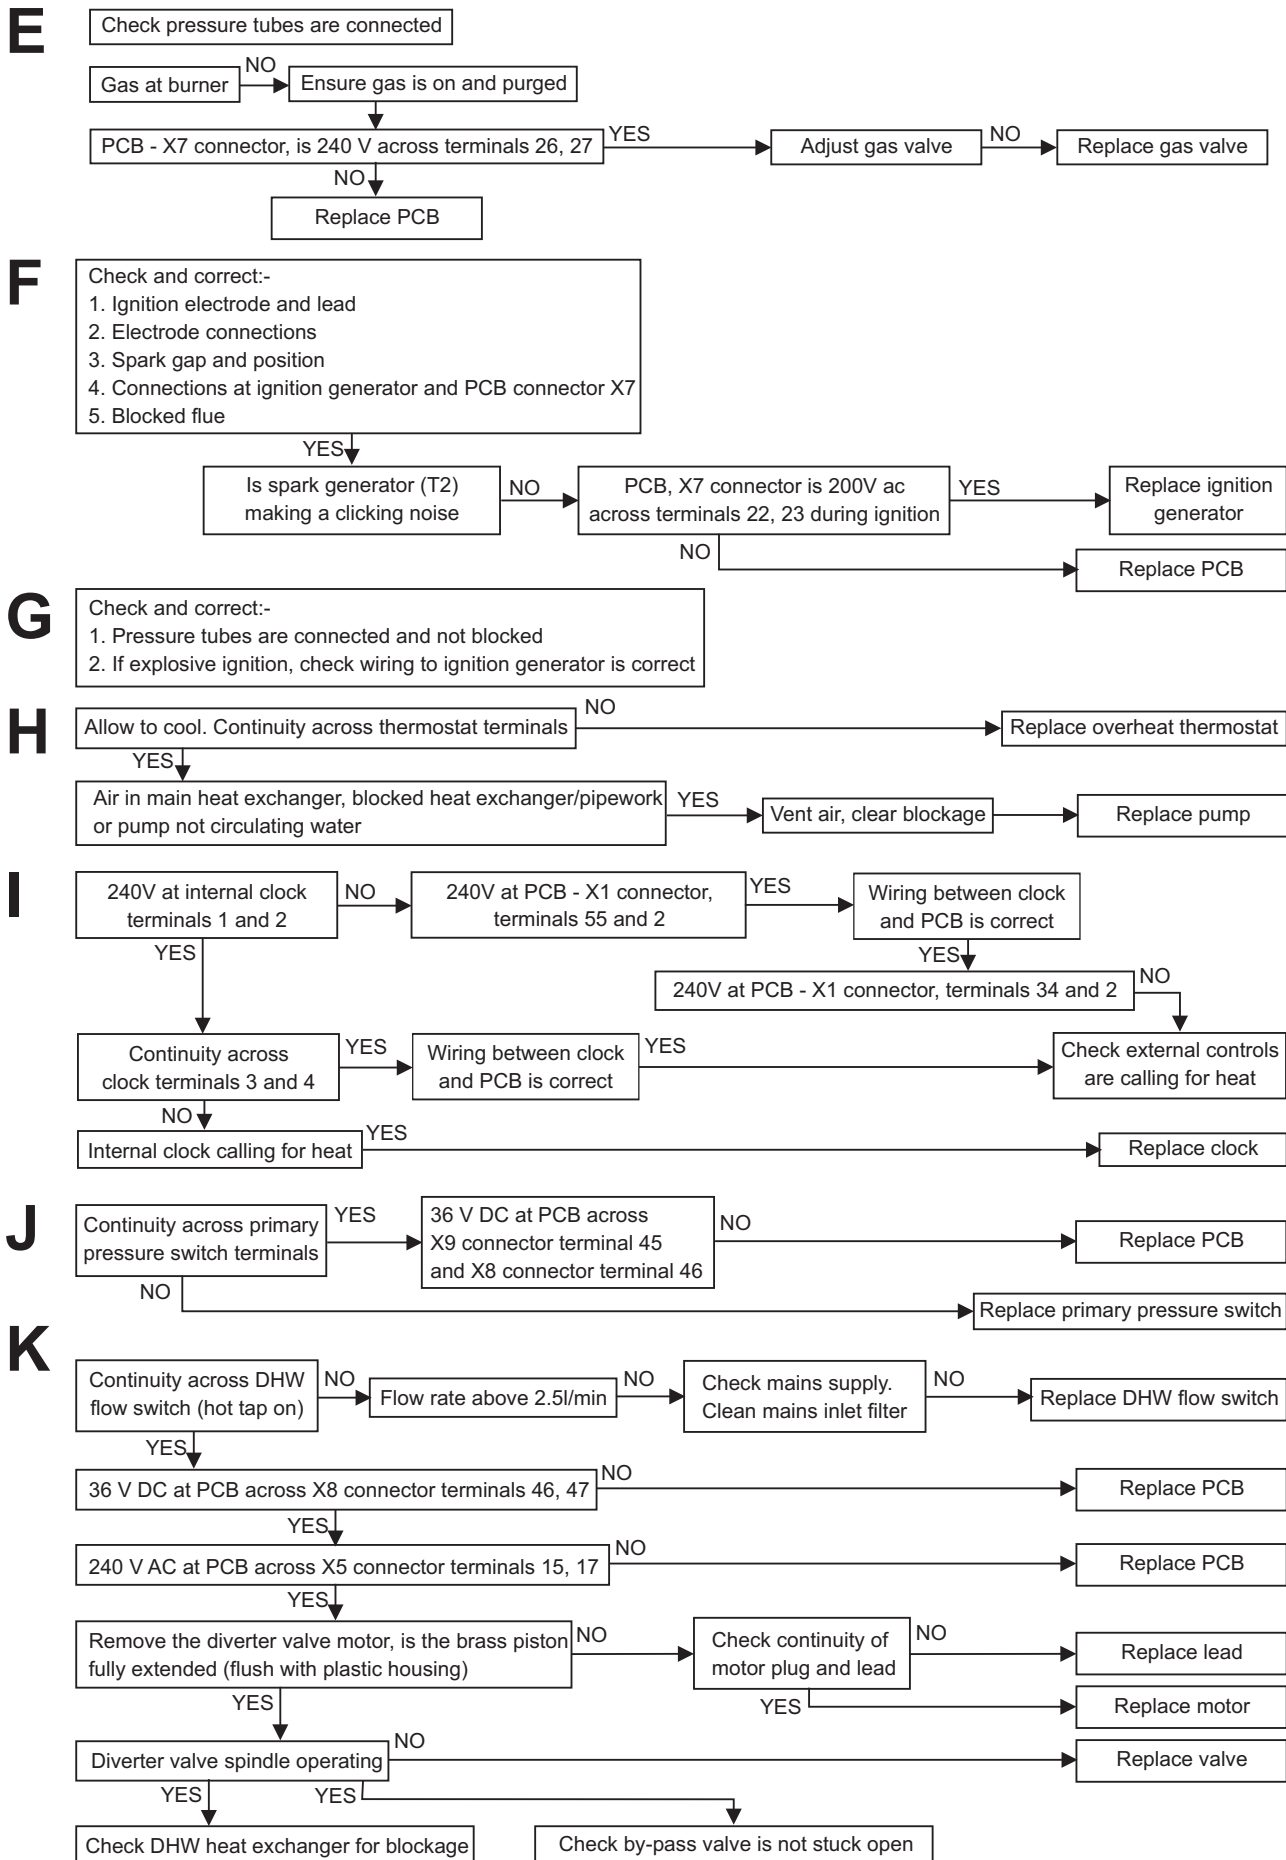 E
Check pressure tubes are connected
Gas at burner
NO
Ensure gas is on and purged
PCB - X7 connector, is 240 V across terminals 26, 27
YES
Adjust gas valve
NO
Replace gas valve
NO
Replace PCB
F
Check and correct:-
1. Ignition electrode and lead
2. Electrode connections
3. Spark gap and position
4. Connections at ignition generator and PCB connector X7
5. Blocked flue
YES
Is spark generator (T2)
making a clicking noise
NO
PCB, X7 connector is 200V ac
across terminals 22, 23 during ignition
YES
Replace ignition
generator
NO
Replace PCB
G
Check and correct:-
1. Pressure tubes are connected and not blocked
2. If explosive ignition, check wiring to ignition generator is correct
H
Allow to cool. Continuity across thermostat terminals
NO
Replace overheat thermostat
YES
Air in main heat exchanger, blocked heat exchanger/pipework
or pump not circulating water
YES
Vent air, clear blockage
Replace pump
I
240V at internal clock
terminals 1 and 2
NO
240V at PCB - X1 connector,
terminals 55 and 2
YES
Wiring between clock
and PCB is correct
YES
YES
240V at PCB - X1 connector, terminals 34 and 2
NO
Continuity across
clock terminals 3 and 4
YES
Wiring between clock
and PCB is correct
YES
Check external controls
are calling for heat
NO
Internal clock calling for heat
YES
Replace clock
J
Continuity across primary
pressure switch terminals
YES
36 V DC at PCB across
X9 connector terminal 45
and X8 connector terminal 46
NO
Replace PCB
NO
Replace primary pressure switch
K
Continuity across DHW
flow switch (hot tap on)
NO
Flow rate above 2.5l/min
NO
Check mains supply.
Clean mains inlet filter
NO
Replace DHW flow switch
YES
36 V DC at PCB across X8 connector terminals 46, 47
NO
Replace PCB
YES
240 V AC at PCB across X5 connector terminals 15, 17
NO
Replace PCB
YES
Remove the diverter valve motor, is the brass piston
fully extended (flush with plastic housing)
NO
Check continuity of
motor plug and lead
NO
Replace lead
YES
Replace motor
YES
Diverter valve spindle operating
NO
Replace valve
YES
YES
Check DHW heat exchanger for blockage
Check by-pass valve is not stuck open